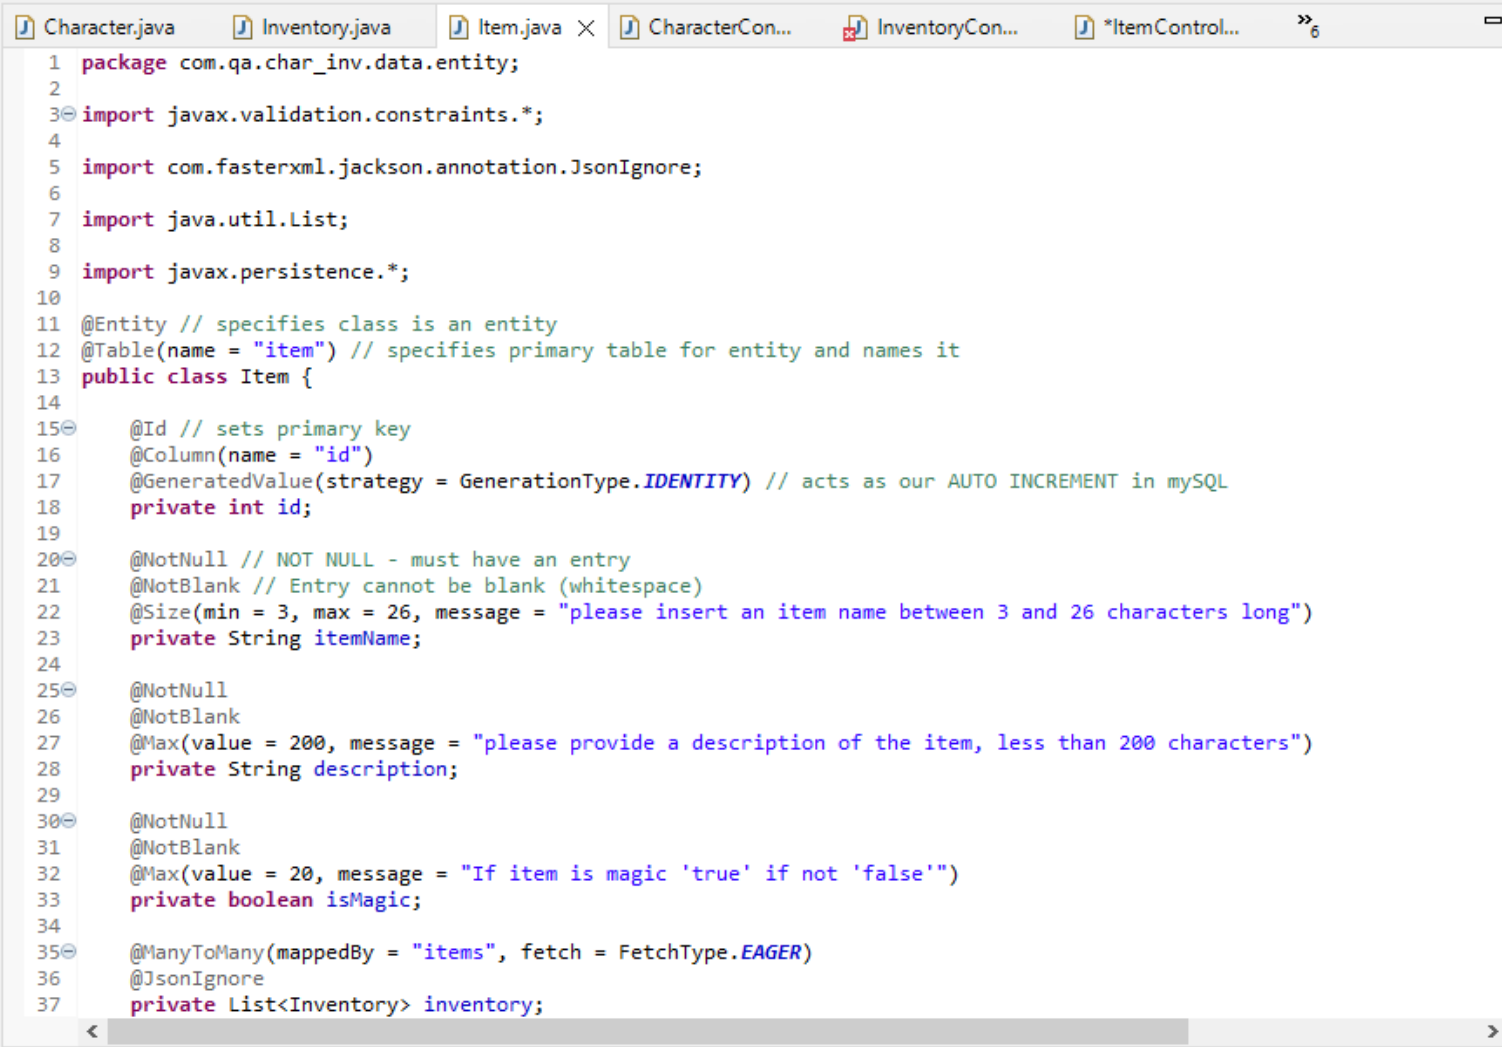 Character.java Inventory.java Item.java CharacterCon... InventoryCon... *ItemControl... »6
1 package com.qa.char_inv.data.entity;
2
3 import javax.validation.constraints.*;
4
5 import com.fasterxml.jackson.annotation.JsonIgnore;
6
7 import java.util.List;
8
9 import javax.persistence.*;
10
11 @Entity // specifies class is an entity
12 @Table(name = "item") // specifies primary table for entity and names it
13 public class Item {
14
15 @Id // sets primary key
16 @Column(name = "id")
17 @GeneratedValue(strategy = GenerationType.IDENTITY) // acts as our AUTO INCREMENT in mySQL
18 private int id;
19
20 @NotNull // NOT NULL - must have an entry
21 @NotBlank // Entry cannot be blank (whitespace)
22 @Size(min = 3, max = 26, message = "please insert an item name between 3 and 26 characters long")
23 private String itemName;
24
25 @NotNull
26 @NotBlank
27 @Max(value = 200, message = "please provide a description of the item, less than 200 characters")
28 private String description;
29
30 @NotNull
31 @NotBlank
32 @Max(value = 20, message = "If item is magic 'true' if not 'false'")
33 private boolean isMagic;
34
35 @ManyToMany(mappedBy = "items", fetch = FetchType.EAGER)
36 @JsonIgnore
37 private List<Inventory> inventory;